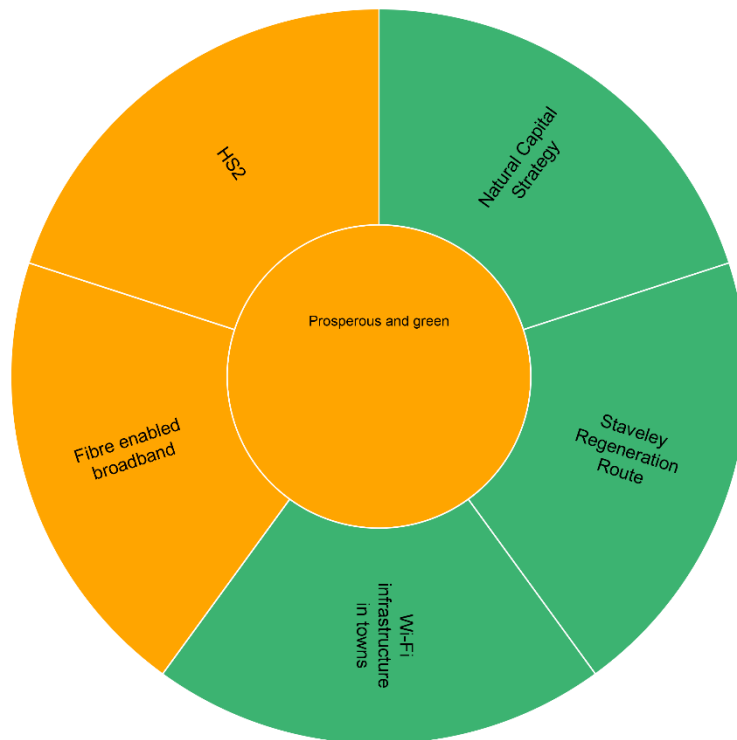 HS2
Natural Capital
Strategy
Prosperous and green
Staveley
Regeneration
Route
Fibre enabled
broadband
Wi-Fi
infrastructure
in towns